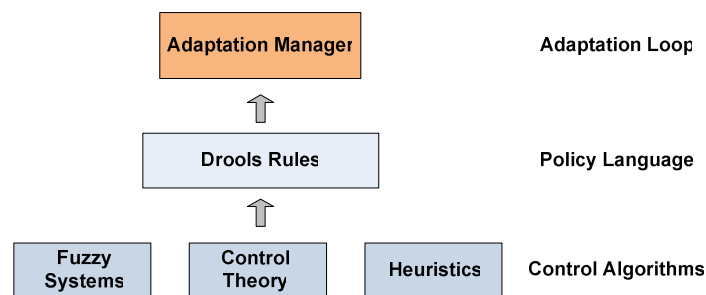 Adaptation Manager
Adaptation Loop
Drools Rules
Policy Language
Fuzzy
Systems
Control
Theory
Heuristics
Control Algorithms